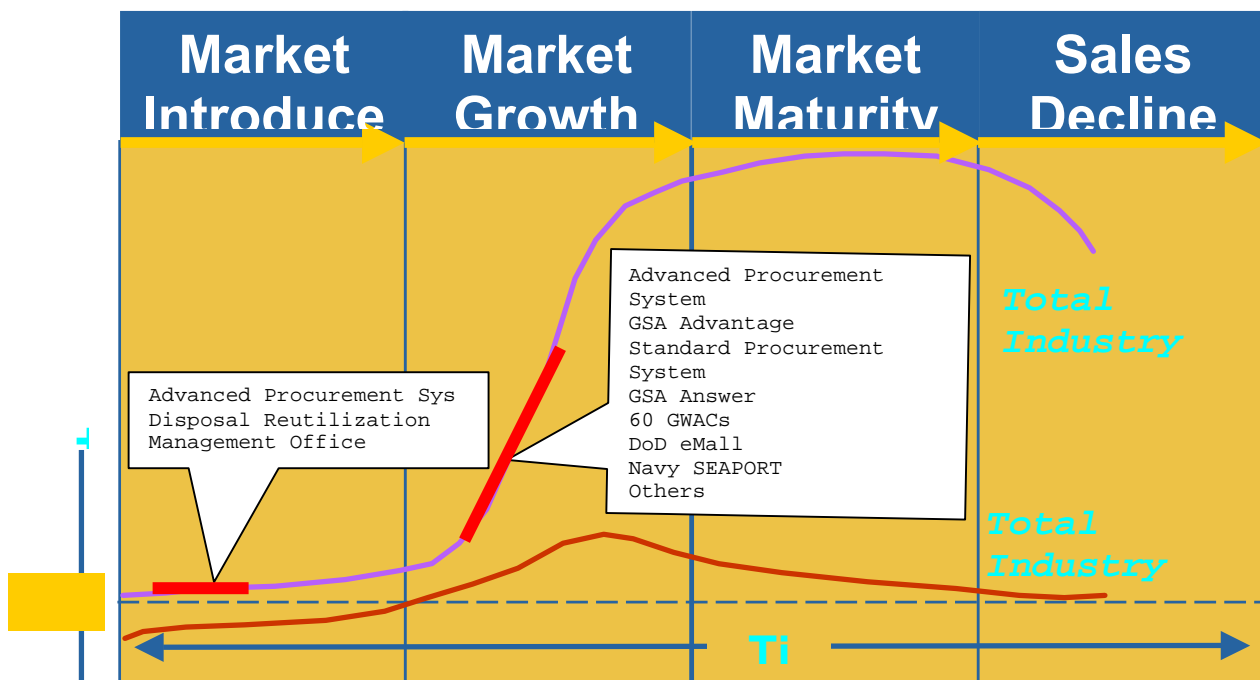 Market
Introduce
Market
Growth
Market
Maturity
Sales
Decline
Advanced Procurement
System
GSA Advantage
Standard Procurement
System
GSA Answer
60 GWACs
DoD eMall
Navy SEAPORT
Others
Total
Industry
Advanced Procurement Sys
Disposal Reutilization
Management Office
Total
Industry
Ti